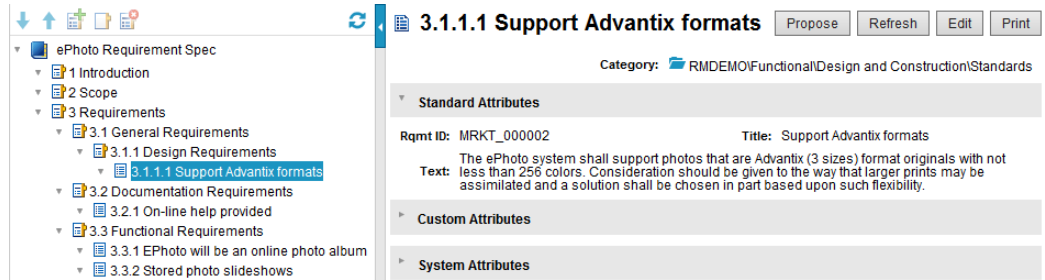 ePhoto Requirement Spec
1 Introduction
2 Scope
3 Requirements
3.1 General Requirements
3.1.1 Design Requirements
3.1.1.1 Support Advantix formats
3.2 Documentation Requirements
3.2.1 On-line help provided
3.3 Functional Requirements
3.3.1 EPhoto will be an online photo album
3.3.2 Stored photo slideshows
3.1.1.1 Support Advantix formats Propose Refresh Edit Print
Category: RMDEMO\Functional\Design and Construction\Standards
Standard Attributes
Rqmt ID: MRKT_000002 Title: Support Advantix formats
Text: The ePhoto system shall support photos that are Advantix (3 sizes) format originals with not
less than 256 colors. Consideration should be given to the way that larger prints may be
assimilated and a solution shall be chosen in part based upon such flexibility.
Custom Attributes
System Attributes